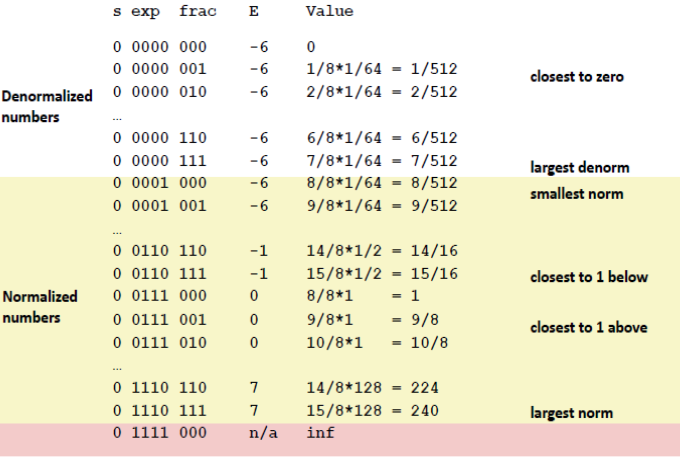 s exp frac E Value
0 0000 000 -6 0
0 0000 001 -6 1/8*1/64 = 1/512 closest to zero
Denormalized 0 0000 010 -6 2/8*1/64 = 2/512
numbers ...
0 0000 110 -6 6/8*1/64 = 6/512
0 0000 111 -6 7/8*1/64 = 7/512 largest denorm
0 0001 000 -6 8/8*1/64 = 8/512 smallest norm
0 0001 001 -6 9/8*1/64 = 9/512
...
0 0110 110 -1 14/8*1/2 = 14/16
0 0110 111 -1 15/8*1/2 = 15/16 closest to 1 below
Normalized 0 0111 000 0 8/8*1 = 1
numbers 0 0111 001 0 9/8*1 = 9/8 closest to 1 above
0 0111 010 0 10/8*1 = 10/8
...
0 1110 110 7 14/8*128 = 224
0 1110 111 7 15/8*128 = 240 largest norm
0 1111 000 n/a inf